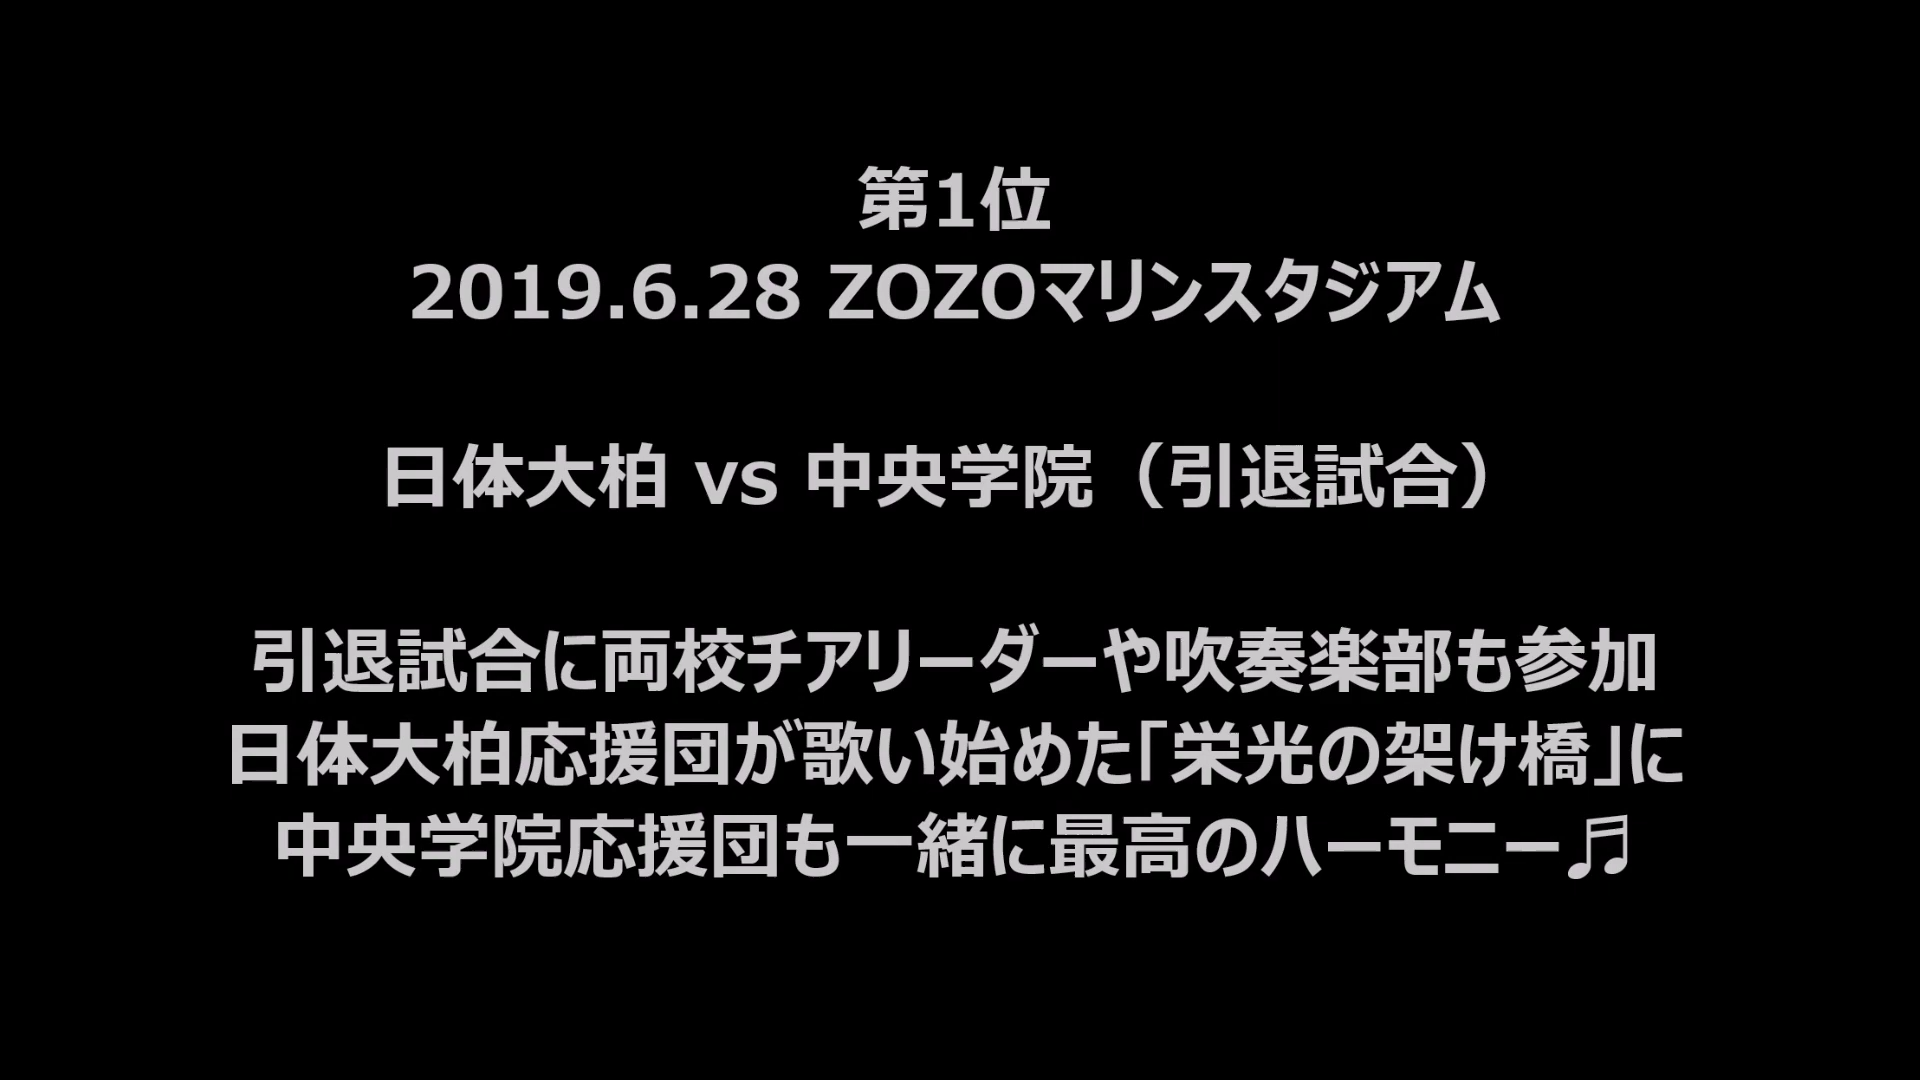 第1位
2019.6.28 ZOZOマリンスタジアム
日体大柏 vs 中央学院（引退試合）
引退試合に両校チアリーダーや吹奏楽部も参加
日体大柏応援団が歌い始めた「栄光の架け橋」に
中央学院応援団も一緒に最高のハーモニー♬